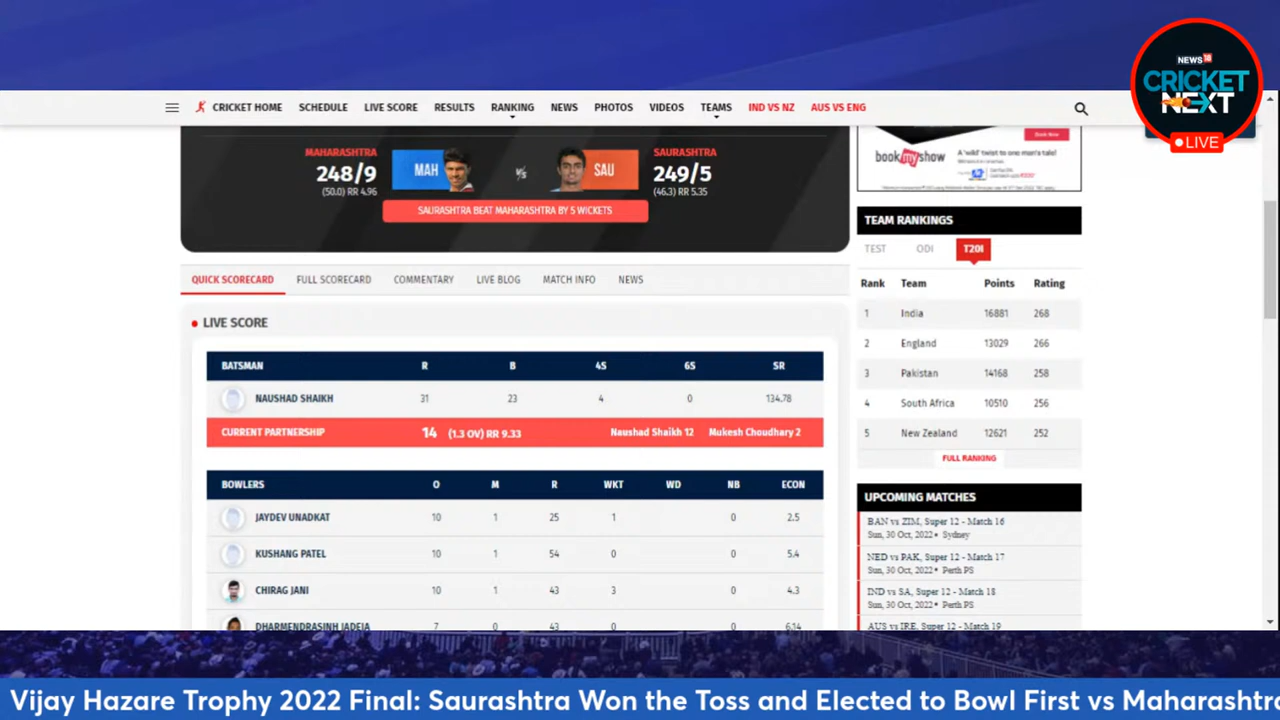 NEWS18
CRICKET
NEXT
LIVE
CRICKET HOME SCHEDULE LIVE SCORE RESULTS RANKING NEWS PHOTOS VIDEOS TEAMS IND VS NZ AUS VS ENG
MAHARASHTRA
248/9
(50.0) RR 4.96
MAH
VS
SAU
SAURASHTRA
249/5
(46.3) RR 5.35
SAURASHTRA BEAT MAHARASHTRA BY 5 WICKETS
Book Now
bookmyshow
A 'wild' twist to one man's tale!
QUICK SCORECARD FULL SCORECARD COMMENTARY LIVE BLOG MATCH INFO NEWS
LIVE SCORE
BATSMAN R B 4S 6S SR
NAUSHAD SHAIKH 31 23 4 0 134.78
CURRENT PARTNERSHIP 14 (1.3 OV) RR 9.33 Naushad Shaikh 12 Mukesh Choudhary 2
BOWLERS O M R WKT WD NB ECON
JAYDEV UNADKAT 10 1 25 1 0 2.5
KUSHANG PATEL 10 1 54 0 0 5.4
CHIRAG JANI 10 1 43 3 0 4.3
DHARMENDRASINH JADEJA 7 0 43 0 0 6.14
TEAM RANKINGS
TEST ODI T20I
Rank Team Points Rating
1 India 16881 268
2 England 13029 266
3 Pakistan 14168 258
4 South Africa 10510 256
5 New Zealand 12621 252
FULL RANKING
UPCOMING MATCHES
BAN vs ZIM, Super 12 - Match 16
Sun, 30 Oct, 2022• Sydney
NED vs PAK, Super 12 - Match 17
Sun, 30 Oct, 2022• Perth PS
IND vs SA, Super 12 - Match 18
Sun, 30 Oct, 2022• Perth PS
AUS vs IRE, Super 12 - Match 19
Vijay Hazare Trophy 2022 Final: Saurashtra Won the Toss and Elected to Bowl First vs Maharashtra